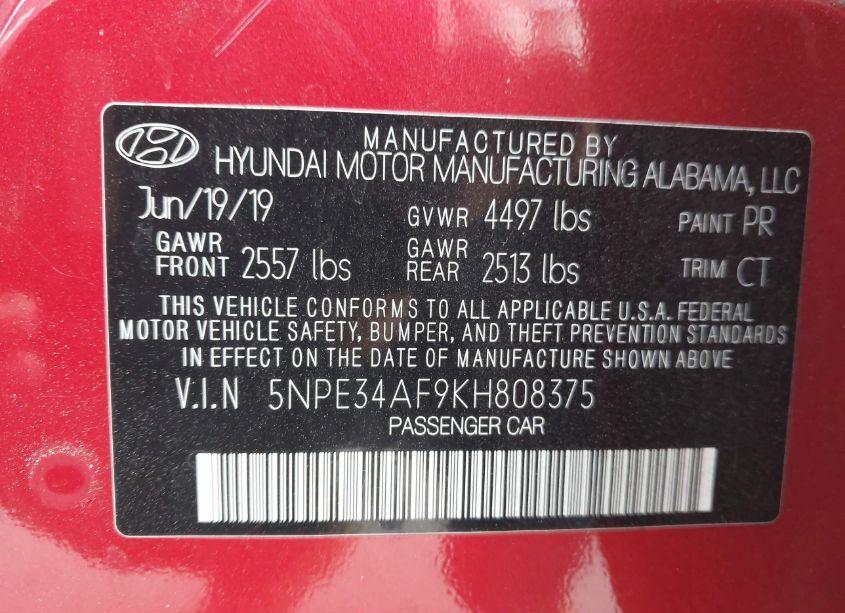 MANUFACTURED BY
HYUNDAI MOTOR MANUFACTURING ALABAMA, LLC
Jun/19/19 GVWR 4497 lbs PAINT PR
GAWR FRONT 2557 lbs GAWR REAR 2513 lbs TRIM CT
THIS VEHICLE CONFORMS TO ALL APPLICABLE U.S.A. FEDERAL
MOTOR VEHICLE SAFETY, BUMPER, AND THEFT PREVENTION STANDARDS
IN EFFECT ON THE DATE OF MANUFACTURE SHOWN ABOVE
V.I.N 5NPE34AF9KH808375
PASSENGER CAR